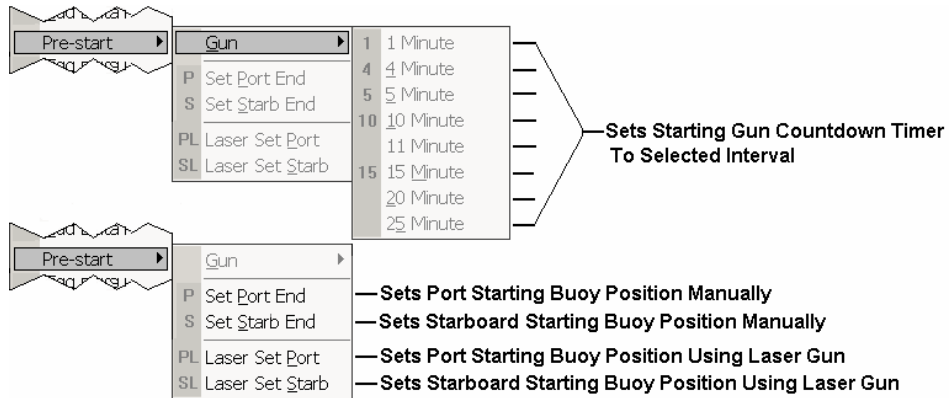 Pre-start
Gun
P Set Port End
S Set Starb End
PL Laser Set Port
SL Laser Set Starb
1 1 Minute
4 4 Minute
5 5 Minute
10 10 Minute
11 Minute
15 15 Minute
20 Minute
25 Minute
Sets Starting Gun Countdown Timer
To Selected Interval
Pre-start
Gun
P Set Port End
S Set Starb End
PL Laser Set Port
SL Laser Set Starb
Sets Port Starting Buoy Position Manually
Sets Starboard Starting Buoy Position Manually
Sets Port Starting Buoy Position Using Laser Gun
Sets Starboard Starting Buoy Position Using Laser Gun